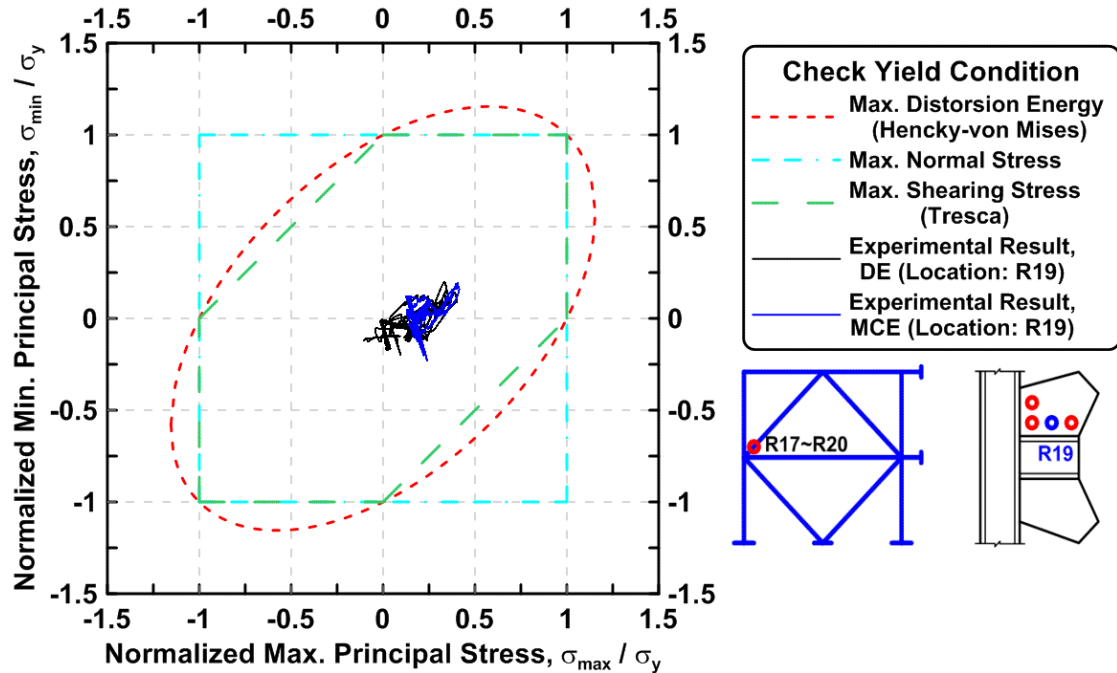 -1.5 -1 -0.5 0 0.5 1 1.5
1.5 1.5
1 1
0.5 0.5
0 0
-0.5 -0.5
-1 -1
-1.5 -1.5
-1.5 -1 -0.5 0 0.5 1 1.5
Normalized Min. Principal Stress, σmin / σy
Normalized Max. Principal Stress, σmax / σy
Check Yield Condition
Max. Distorsion Energy
(Hencky-von Mises)
Max. Normal Stress
Max. Shearing Stress
(Tresca)
Experimental Result,
DE (Location: R19)
Experimental Result,
MCE (Location: R19)
R17~R20
R19